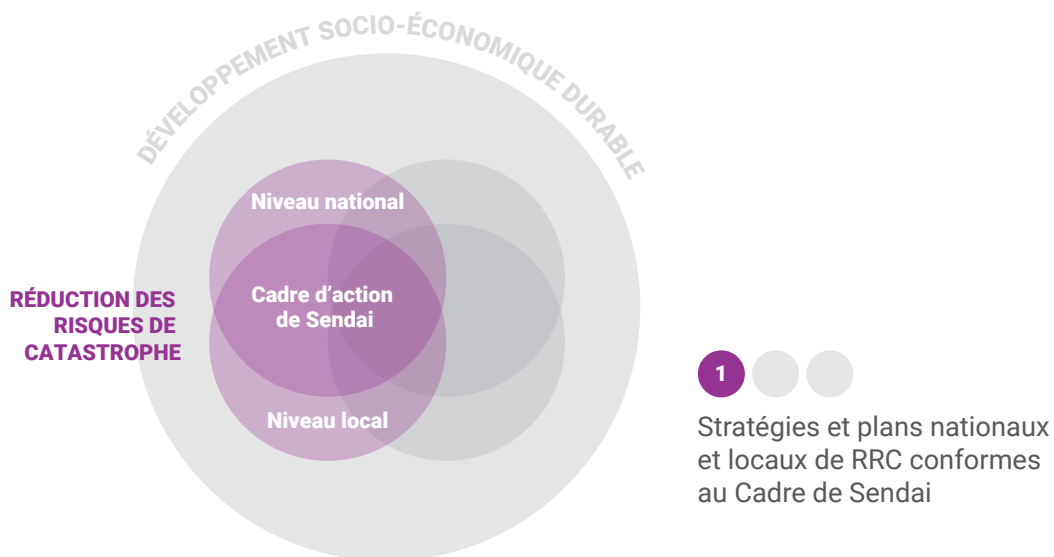 DÉVELOPPEMENT SOCIO-ÉCONOMIQUE DURABLE
Niveau national
Cadre d’action
de Sendai
RÉDUCTION DES
RISQUES DE
CATASTROPHE
Niveau local
1
Stratégies et plans nationaux
et locaux de RRC conformes
au Cadre de Sendai